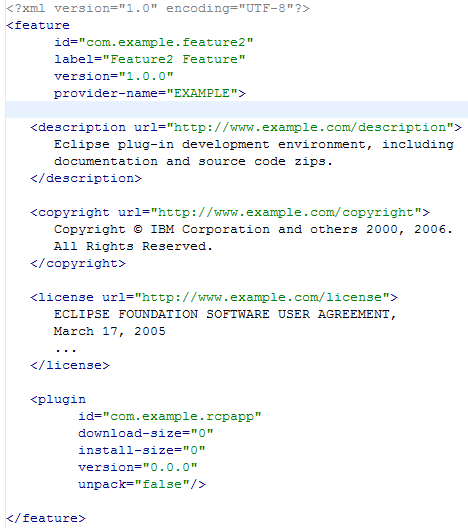 <?xml version="1.0" encoding="UTF-8"?>
<feature
      id="com.example.feature2"
      label="Feature2 Feature"
      version="1.0.0"
      provider-name="EXAMPLE">

   <description url="http://www.example.com/description">
      Eclipse plug-in development environment, including
      documentation and source code zips.
   </description>

   <copyright url="http://www.example.com/copyright">
      Copyright © IBM Corporation and others 2000, 2006.
      All Rights Reserved.
   </copyright>

   <license url="http://www.example.com/license">
      ECLIPSE FOUNDATION SOFTWARE USER AGREEMENT,
      March 17, 2005
      ...
   </license>

   <plugin
         id="com.example.rcpapp"
         download-size="0"
         install-size="0"
         version="0.0.0"
         unpack="false"/>

</feature>